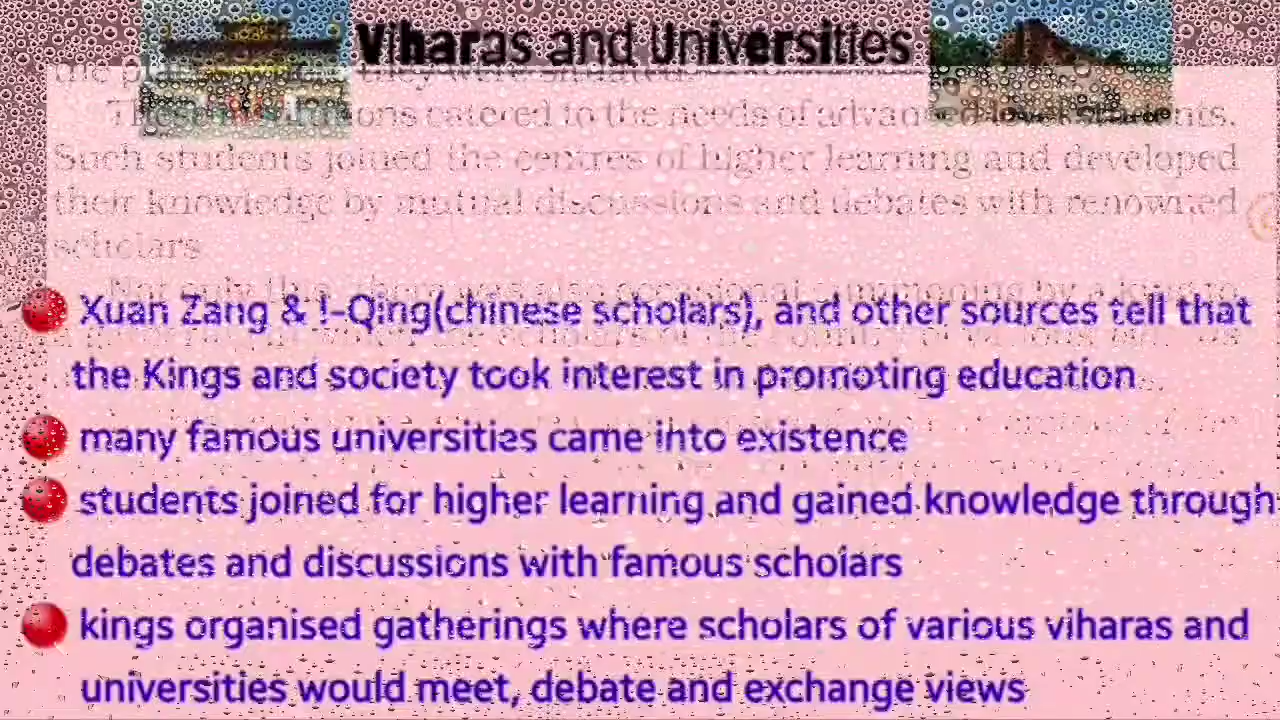 Viharas and Universities
ons catered to the needs of advanced level students.
Such students joined the centres of higher learning and developed
their knowledge by mutual discussions and debates with renowned
scholars
Xuan Zang & I-Qing(chinese scholars), and other sources tell that
the Kings and society took interest in promoting education
many famous universities came into existence
students joined for higher learning and gained knowledge through
debates and discussions with famous scholars
kings organised gatherings where scholars of various viharas and
universities would meet, debate and exchange views